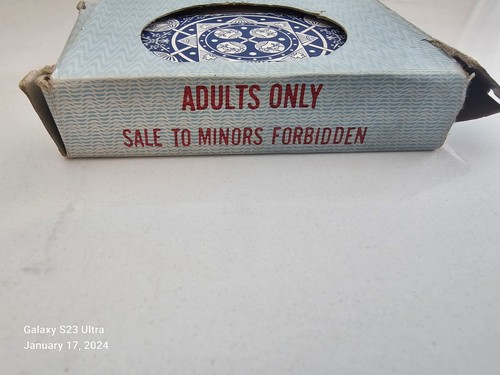 ADULTS ONLY
SALE TO MINORS FORBIDDEN
Galaxy S23 Ultra
January 17, 2024